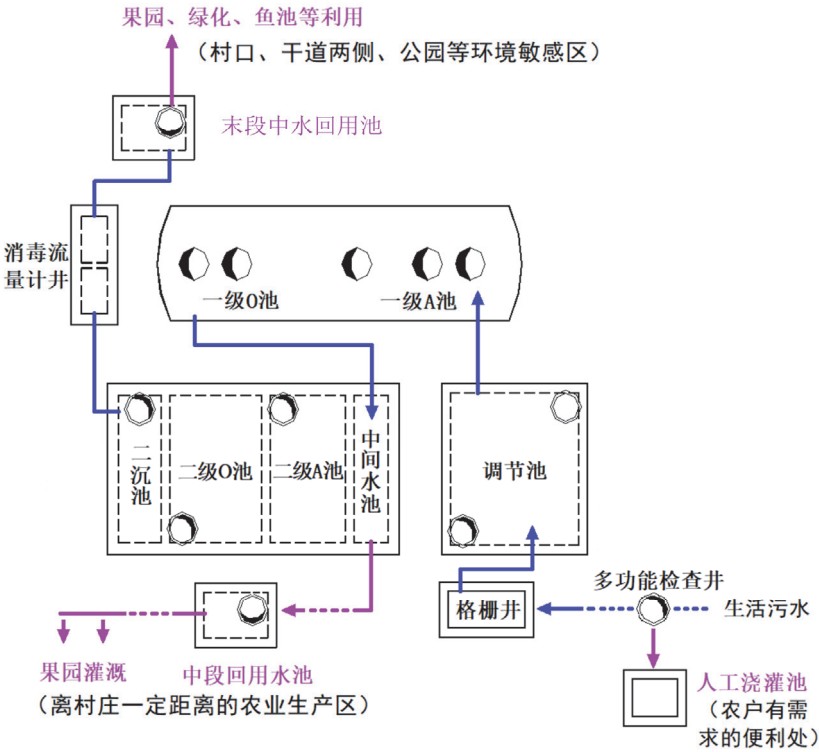 果园、绿化、鱼池等利用
（村口、干道两侧、公园等环境敏感区）
末段中水回用池
消毒流
量计井
一级O池
一级A池
二沉池
二级O池
二级A池
中间水池
调节池
多功能检查井
格栅井
生活污水
果园灌溉
中段回用水池
（离村庄一定距离的农业生产区）
人工浇灌池
（农户有需
求的便利处）